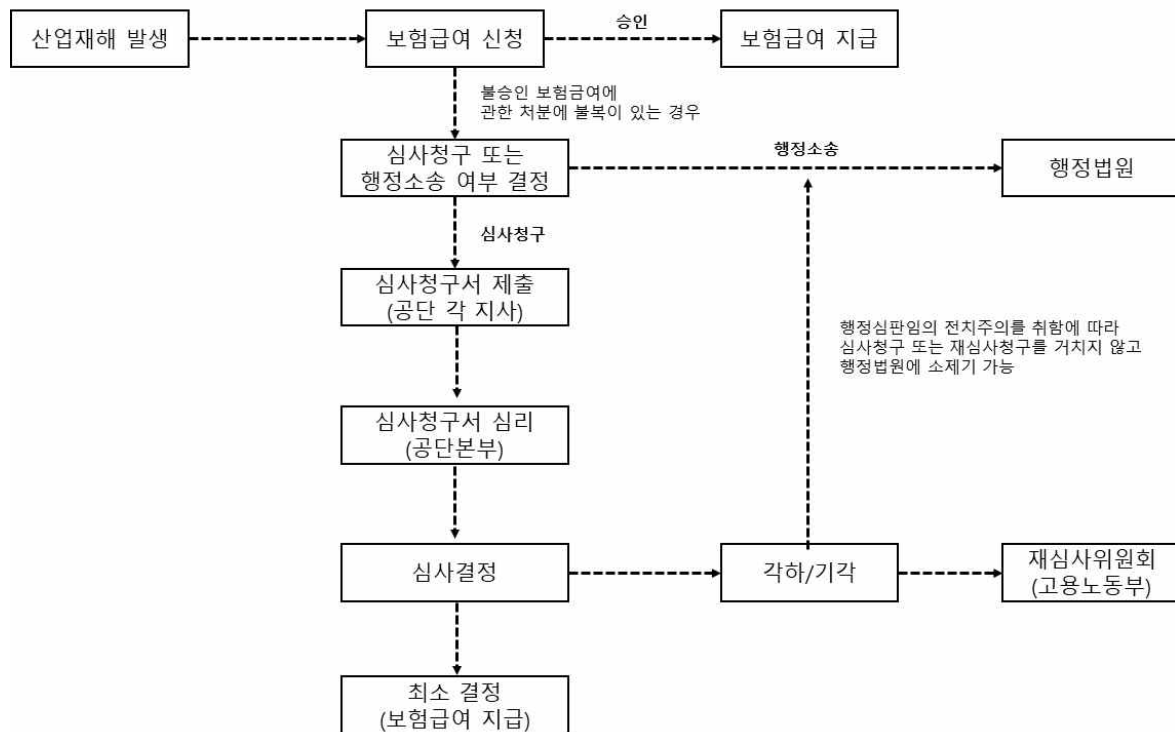 산업재해 발생
보험급여 신청
승인
보험급여 지급
불승인 보험금여에
관한 처분에 불복이 있는 경우
심사청구 또는
행정소송 여부 결정
행정소송
행정법원
심사청구
심사청구서 제출
(공단 각 지사)
행정심판임의 전치주의를 취함에 따라
심사청구 또는 재심사청구를 거치지 않고
행정법원에 소제기 가능
심사청구서 심리
(공단본부)
심사결정
각하/기각
재심사위원회
(고용노동부)
최소 결정
(보험급여 지급)